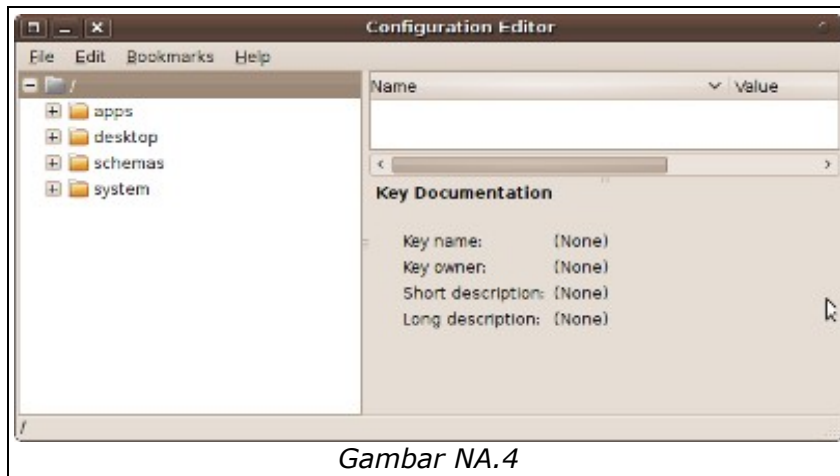 Configuration Editor
File Edit Bookmarks Help
/
apps
desktop
schemas
system
Name Value
Key Documentation
Key name: (None)
Key owner: (None)
Short description: (None)
Long description: (None)
/
Gambar NA.4